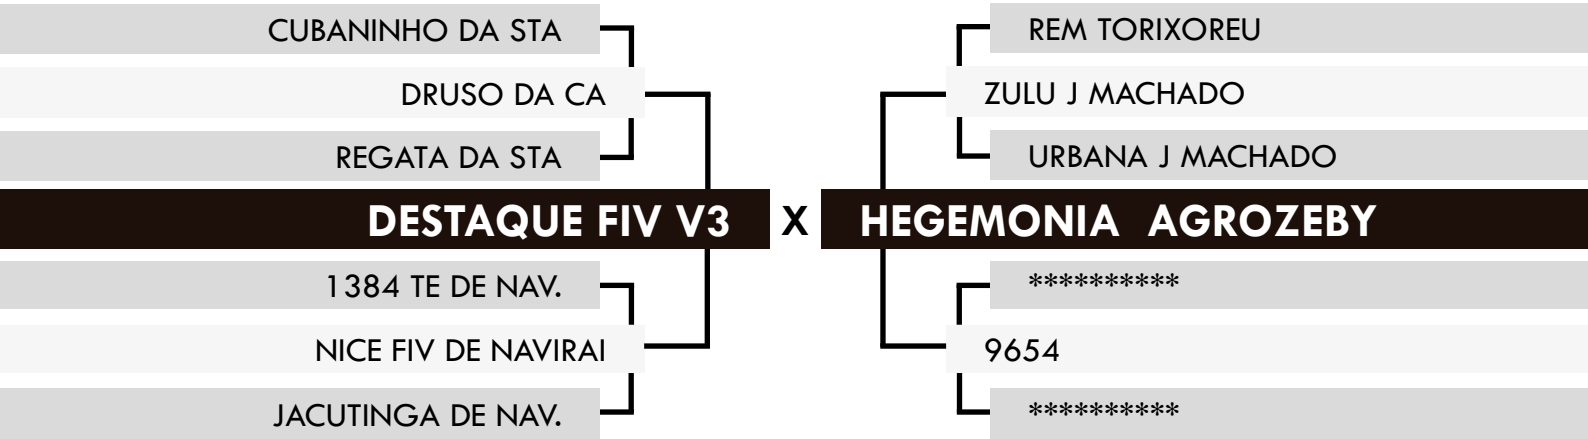 CUBANINHO DA STA
DRUSO DA CA
REGATA DA STA
DESTAQUE FIV V3
1384 TE DE NAV.
NICE FIV DE NAVIRAI
JACUTINGA DE NAV.
X
REM TORIXOREU
ZULU J MACHADO
URBANA J MACHADO
HEGEMONIA AGROZEBY
**********
9654
**********